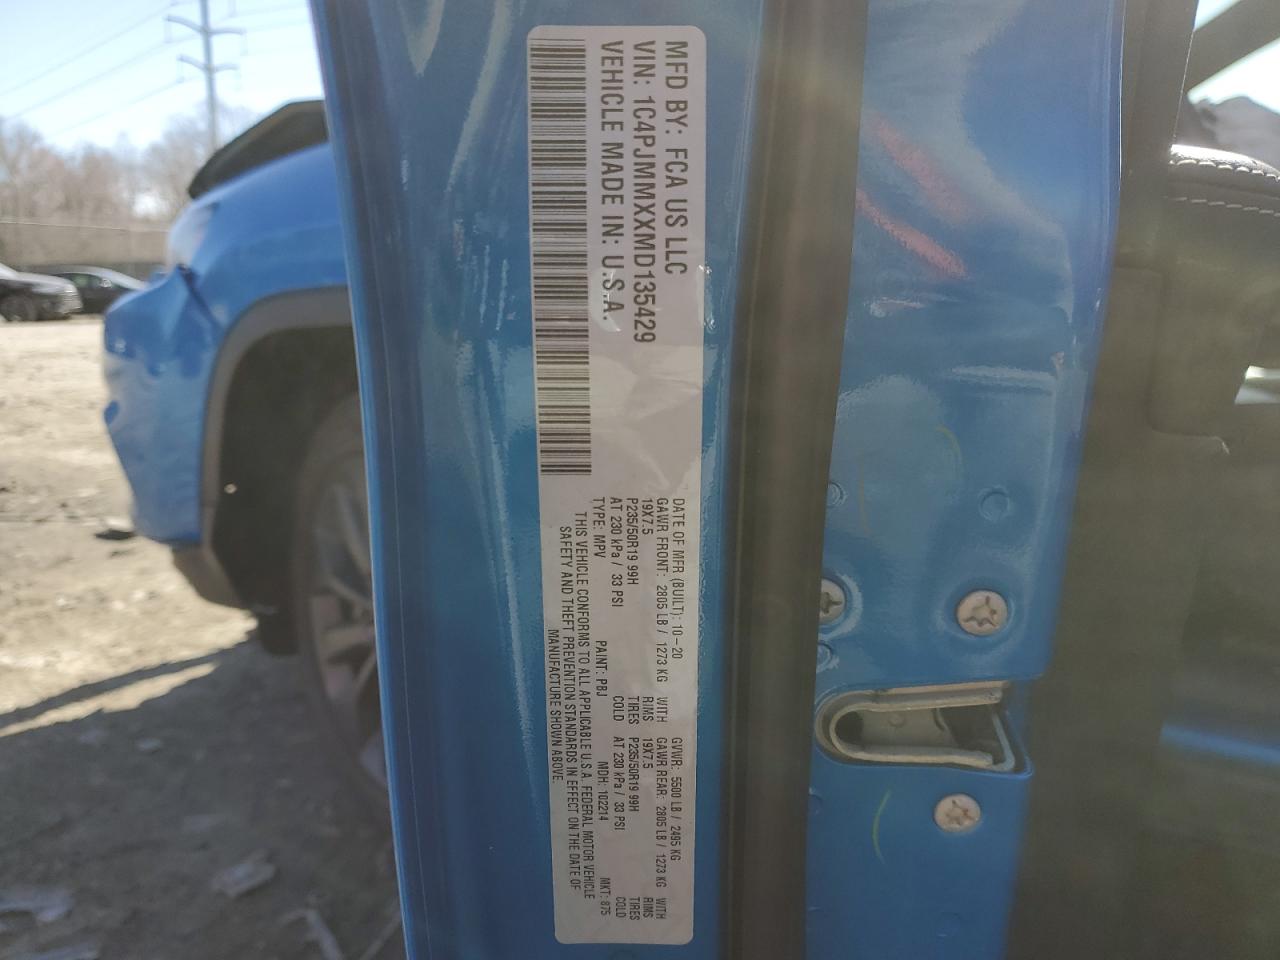 MFD BY: FCA US LLC
VIN: 1C4PJMMXXMD135429
VEHICLE MADE IN: U.S.A.
DATE OF MFR (BUILT): 10-20 GVWR: 5500 LB / 2495 KG
GAWR FRONT: 2805 LB / 1273 KG WITH GAWR REAR: 2805 LB / 1273 KG WITH
19X7.5 RIMS 19X7.5 RIMS
P235/50R19 99H TIRES P235/50R19 99H TIRES
AT 230 kPa / 33 PSI COLD AT 230 kPa / 33 PSI COLD
TYPE: MPV PAINT: PBJ MDH: 102214 MKT: 875
THIS VEHICLE CONFORMS TO ALL APPLICABLE U.S.A. FEDERAL MOTOR VEHICLE
SAFETY AND THEFT PREVENTION STANDARDS IN EFFECT ON THE DATE OF
MANUFACTURE SHOWN ABOVE.